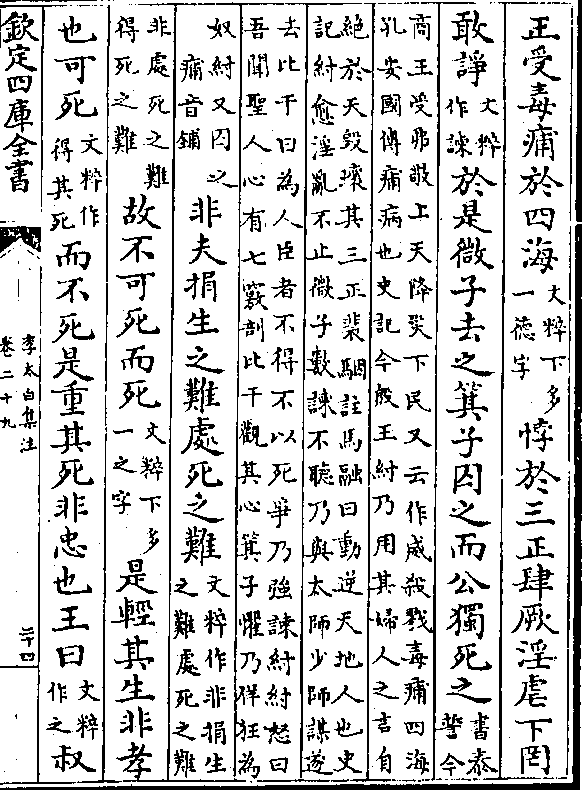 正受毒痡於四海文粹下多一德字悖於三正肆厥淫虐下罔
敢諍文粹作諫於是微子去之箕子囚之而公獨死之書泰誓今
商王受弗敬上天降災下民又云作威殺戮毒痡四海
孔安國傳痡病也史記今殷王紂乃用其婦人之言自
絶於天毁壞其三正裴駰註馬融曰動逆天地人也史
記紂愈淫亂不止微子數諫不聽乃與太師少師謀遂
去比干曰為人臣者不得不以死爭乃強諫紂紂怒曰
吾聞聖人心有七竅剖比干觀其心箕子懼乃佯狂為
奴紂又囚之痡音鋪非夫捐生之難處死之難文粹作非捐生之難處死之難
非處死之難得死之難故不可死而死文粹下多一之字是輕其生非孝
也可死文粹作得其死而不死是重其死非忠也王曰文粹作之叔
欽定四庫全書
李太白集注
卷二十九
二十四